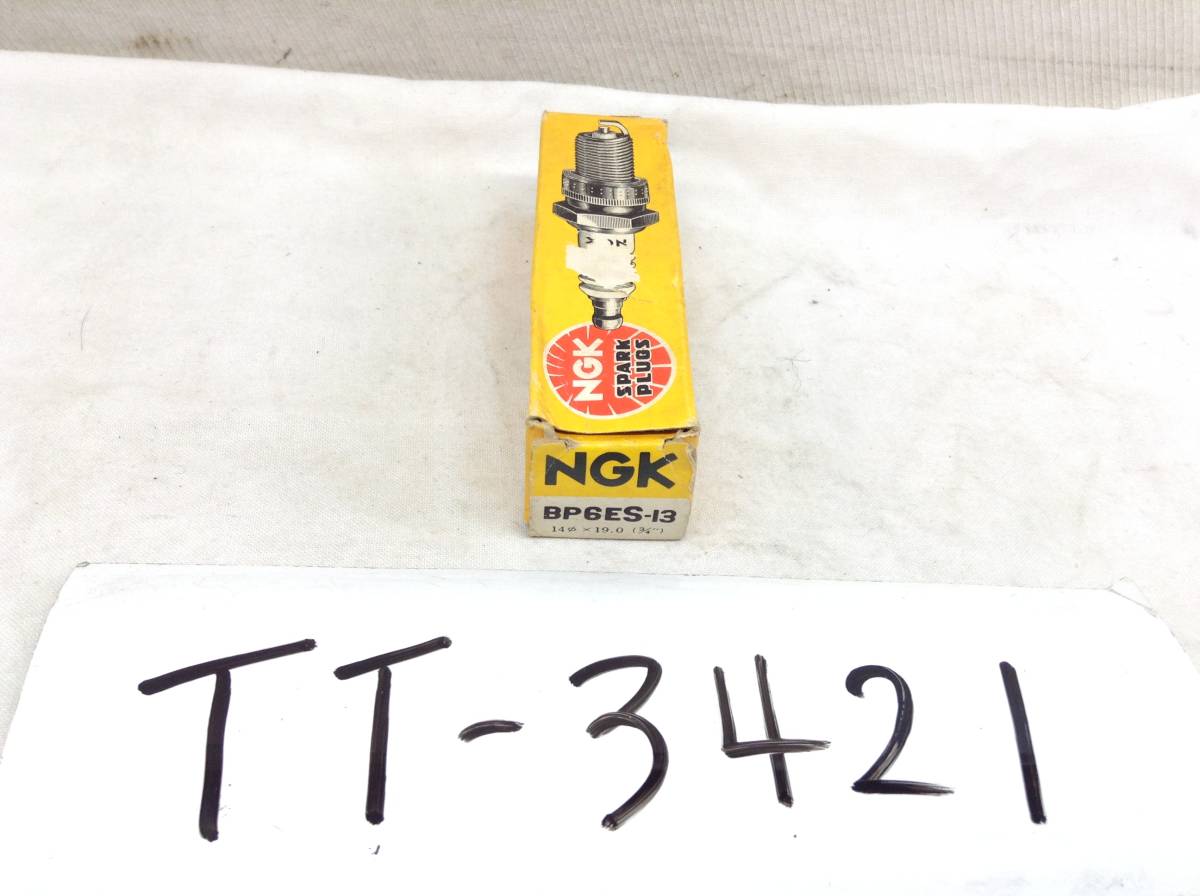 NGK
SPARK
PLUGS
NGK
BP6ES-13
14φ × 19.0 (3/4")
TT-3421